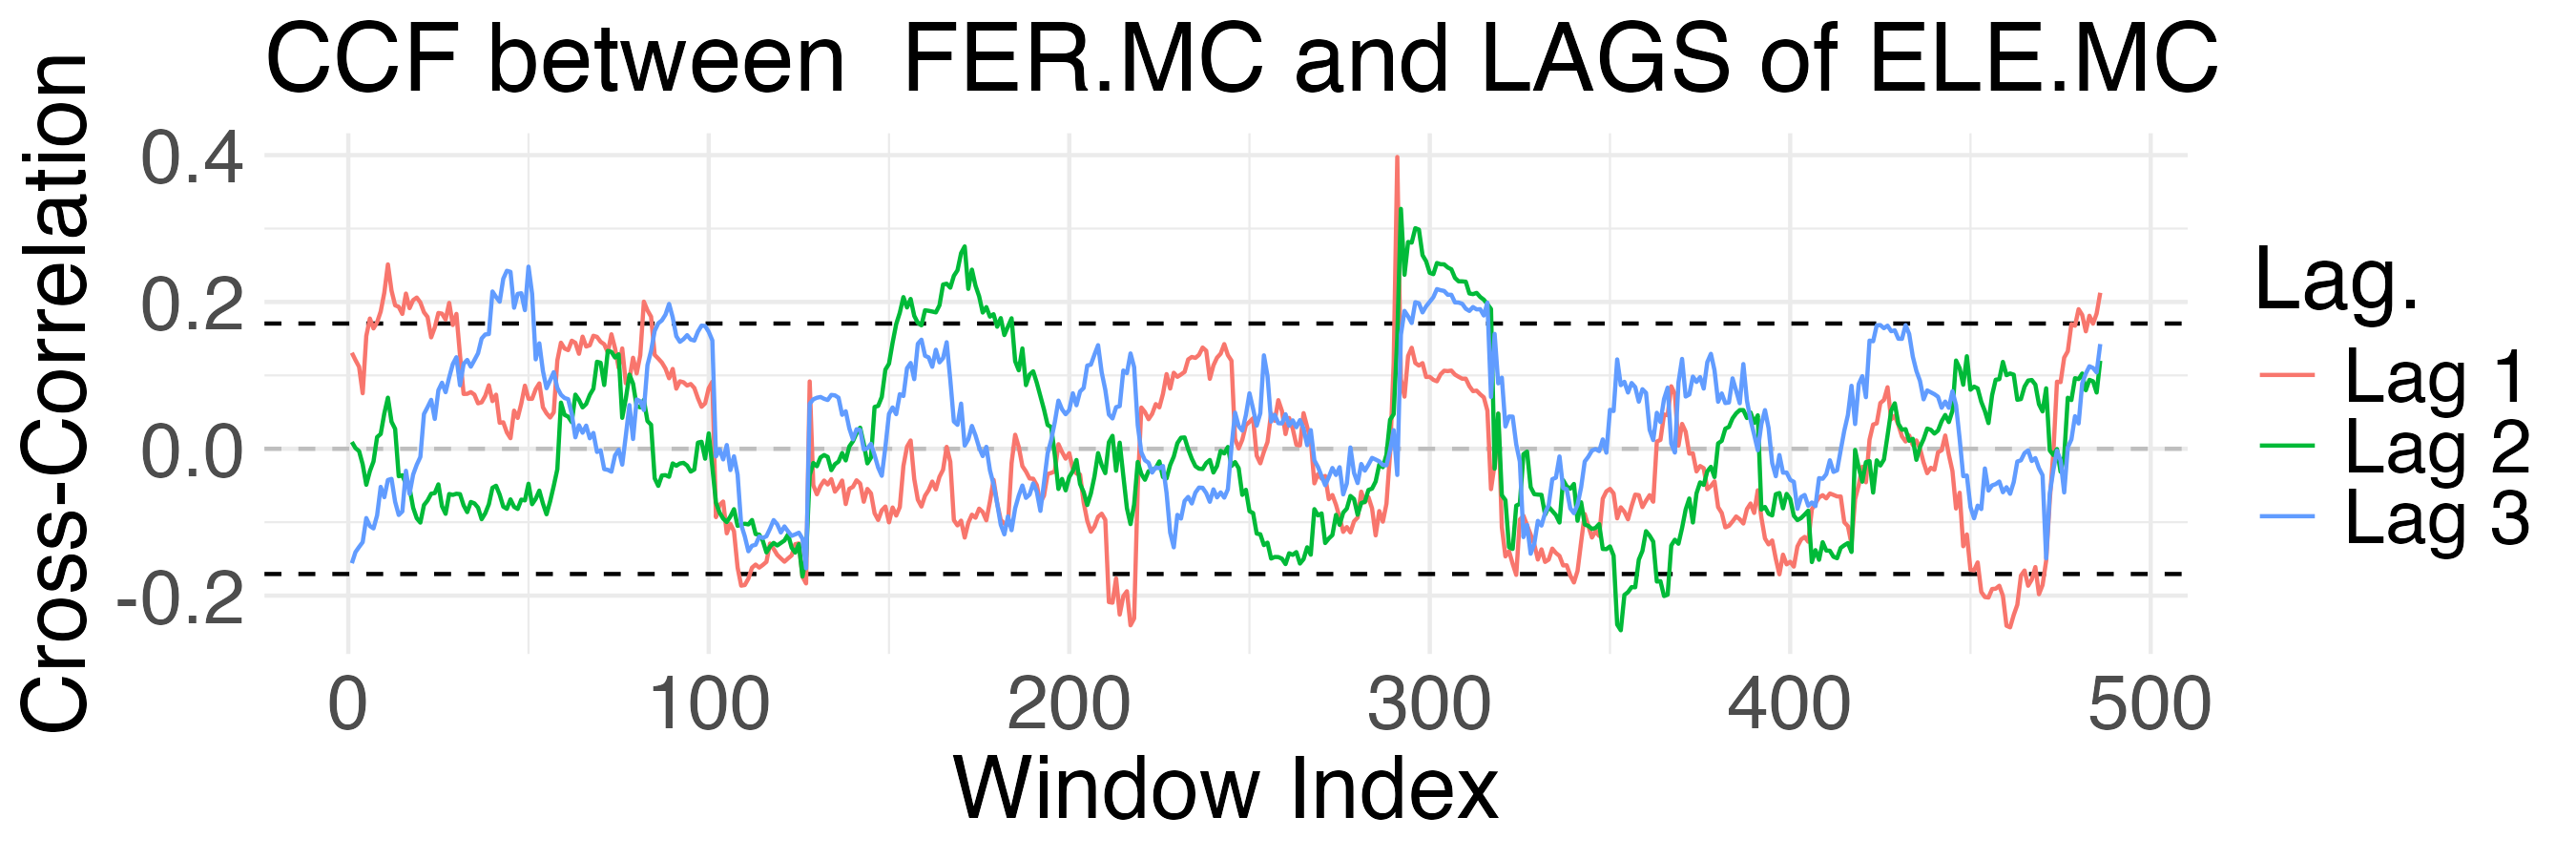 CCF between  FER.MC and LAGS of ELE.MC
Cross-Correlation
0.4
0.2
0.0
-0.2
0 100 200 300 400 500
Window Index
Lag.
Lag 1
Lag 2
Lag 3